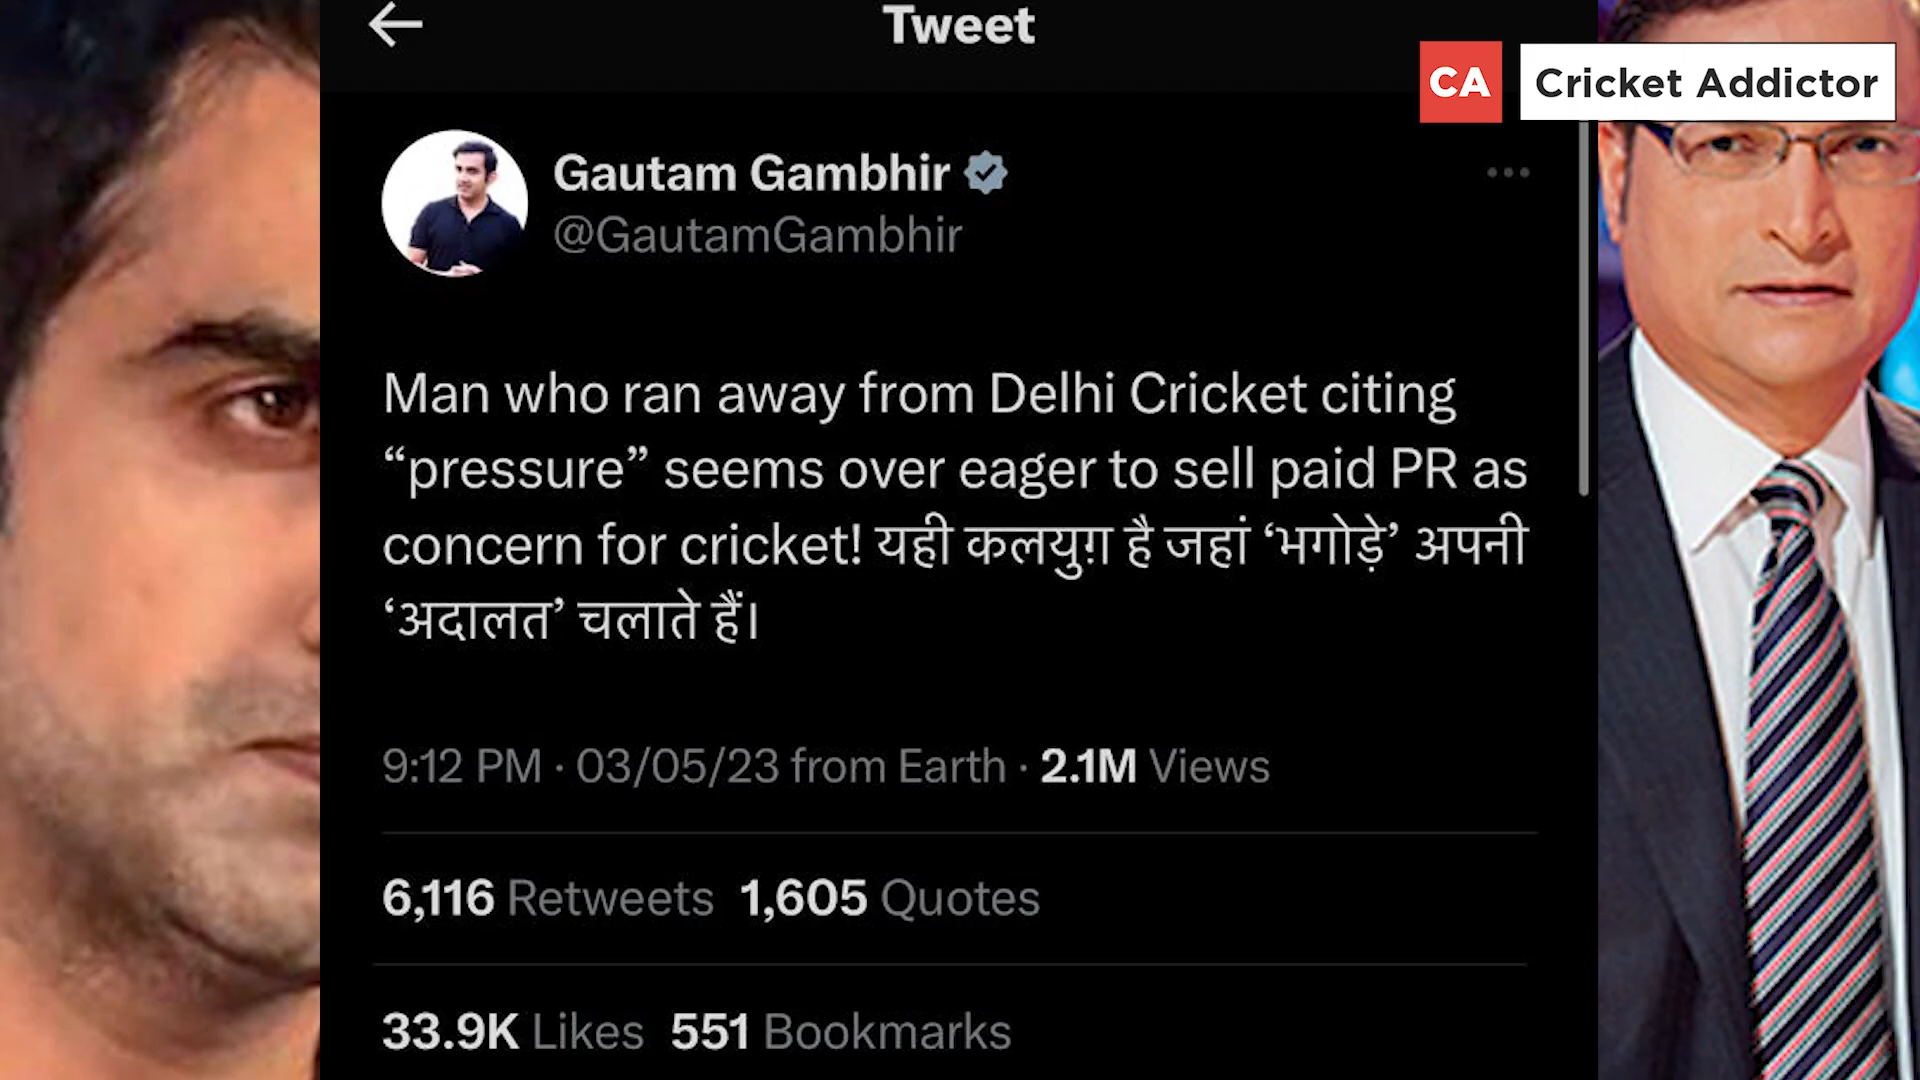 Tweet
CA Cricket Addictor
Gautam Gambhir
@GautamGambhir
Man who ran away from Delhi Cricket citing
“pressure” seems over eager to sell paid PR as
concern for cricket! यही कलयुग़ है जहां ‘भगोड़े’ अपनी
‘अदालत’ चलाते हैं।
9:12 PM · 03/05/23 from Earth · 2.1M Views
6,116 Retweets 1,605 Quotes
33.9K Likes 551 Bookmarks